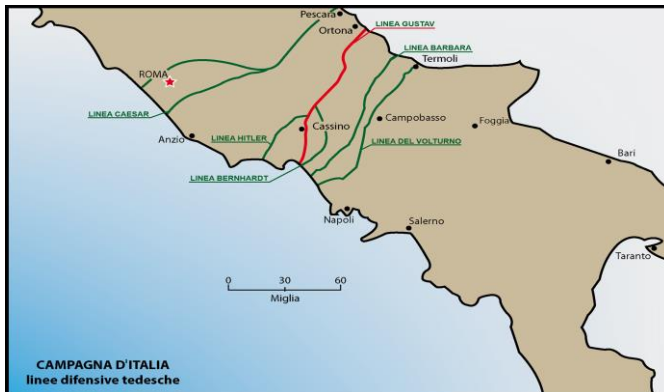 Pescara
Ortona
LINEA GUSTAV
LINEA BARBARA
Termoli
ROMA
LINEA CAESAR
Anzio
LINEA HITLER
Cassino
Campobasso
Foggia
LINEA DEL VOLTURNO
LINEA BERNHARDT
Bari
Napoli
Salerno
Taranto
0 30 60
Miglia
CAMPAGNA D'ITALIA
linee difensive tedesche